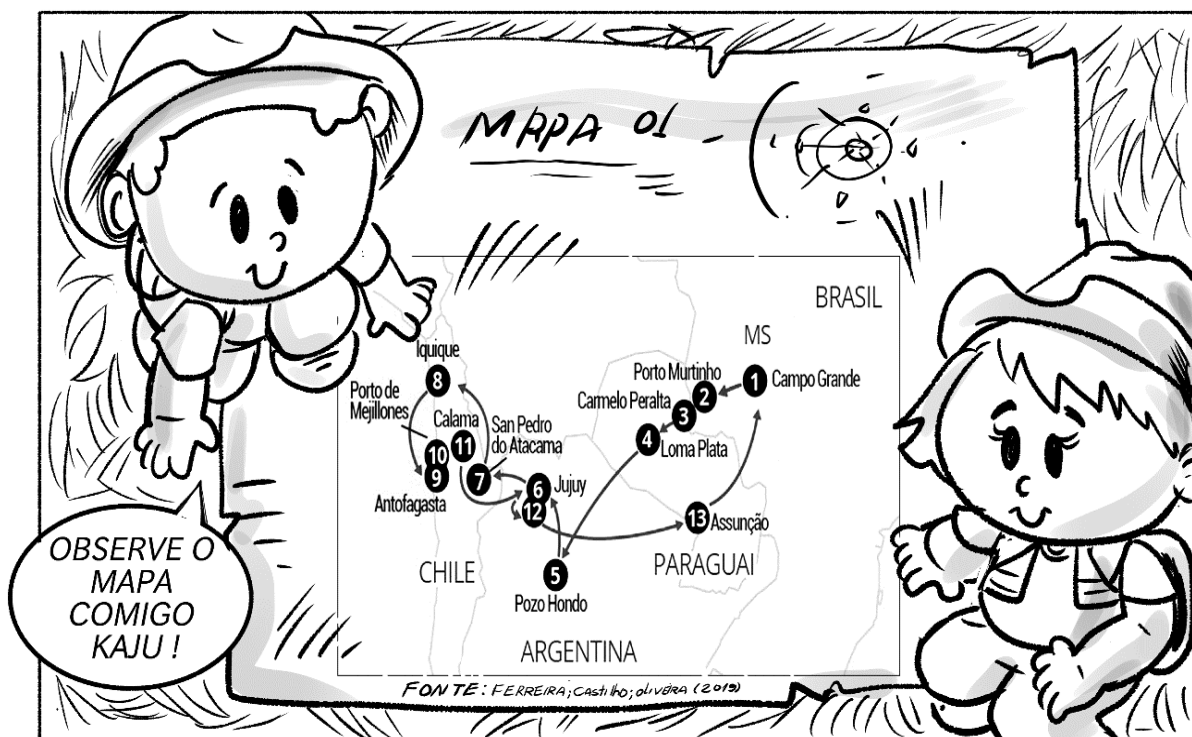 MAPA 01
BRASIL
MS
Iquique
8
Porto Murtinho
2
1
Campo Grande
Porto de
Mejillones
Carmelo Peralta
3
Calama
San Pedro
do Atacama
11
4
Loma Plata
10
9
7
6
Jujuy
Antofagasta
12
13
Assunção
OBSERVE O
MAPA
COMIGO
KAJU !
CHILE
5
PARAGUAI
Pozo Hondo
ARGENTINA
FONTE: FERREIRA; Castilho; oliveira (2019)